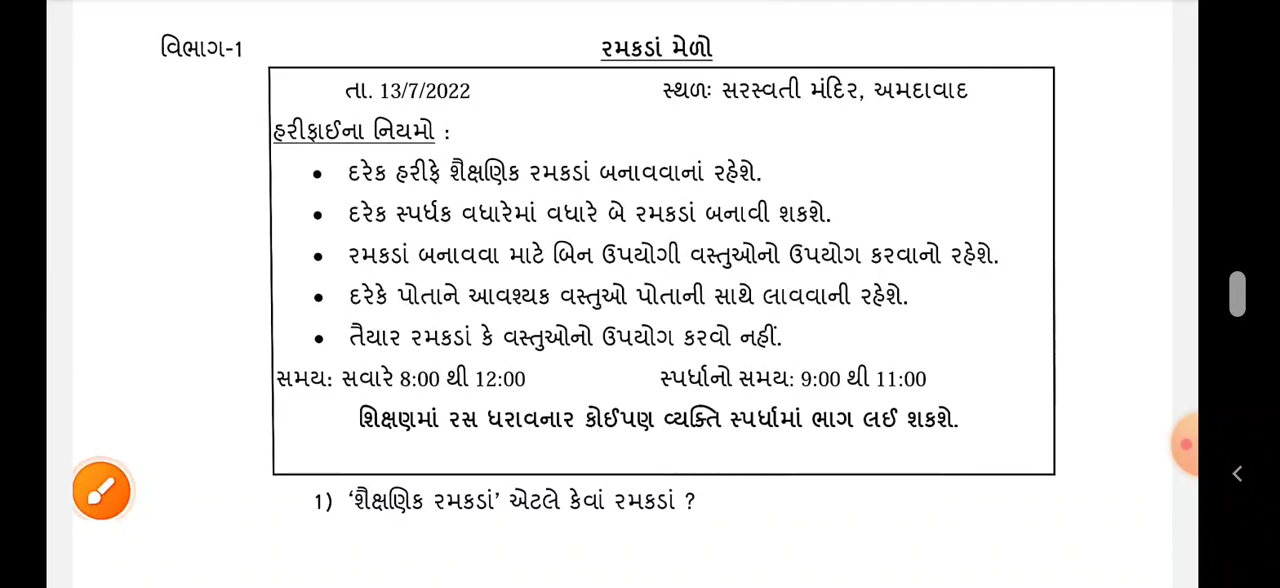 વિભાગ-1 રમકડાં મેળો
તા. 13/7/2022 સ્થળઃ સરસ્વતી મંદિર, અમદાવાદ
હરીફાઈના નિયમો :
• દરેક હરીફે શૈક્ષણિક રમકડાં બનાવવાનાં રહેશે.
• દરેક સ્પર્ધક વધારેમાં વધારે બે રમકડાં બનાવી શકશે.
• રમકડાં બનાવવા માટે બિન ઉપયોગી વસ્તુઓનો ઉપયોગ કરવાનો રહેશે.
• દરેકે પોતાને આવશ્યક વસ્તુઓ પોતાની સાથે લાવવાની રહેશે.
• તૈયાર રમકડાં કે વસ્તુઓનો ઉપયોગ કરવો નહીં.
સમય: સવારે 8:00 થી 12:00 સ્પર્ધાનો સમય: 9:00 થી 11:00
શિક્ષણમાં રસ ધરાવનાર કોઈપણ વ્યક્તિ સ્પર્ધામાં ભાગ લઈ શકશે.
1) ‘શૈક્ષણિક રમકડાં’ એટલે કેવાં રમકડાં ?